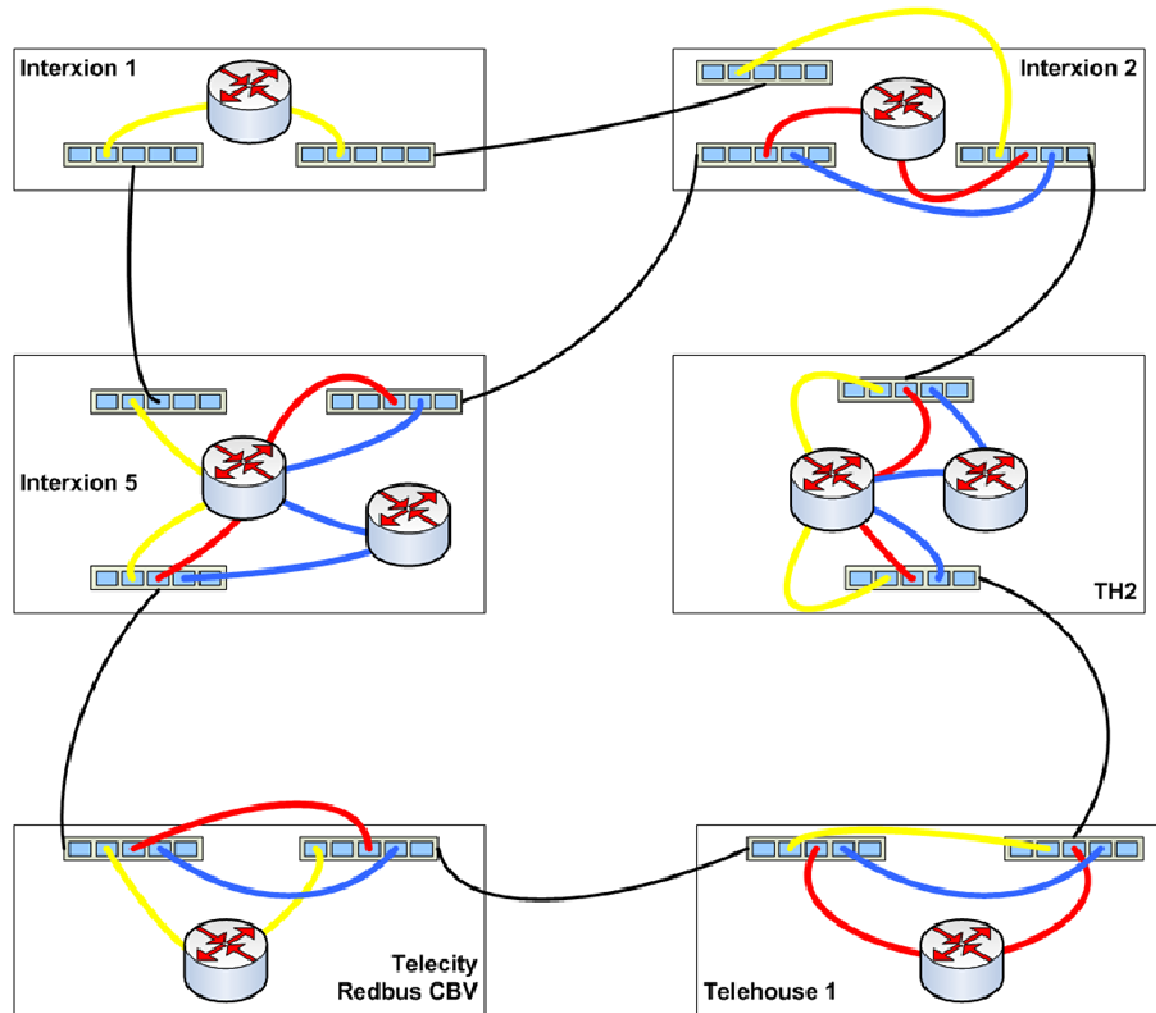 Interxion 1
Interxion 2
Interxion 5
TH2
Telecity
Redbus CBV
Telehouse 1